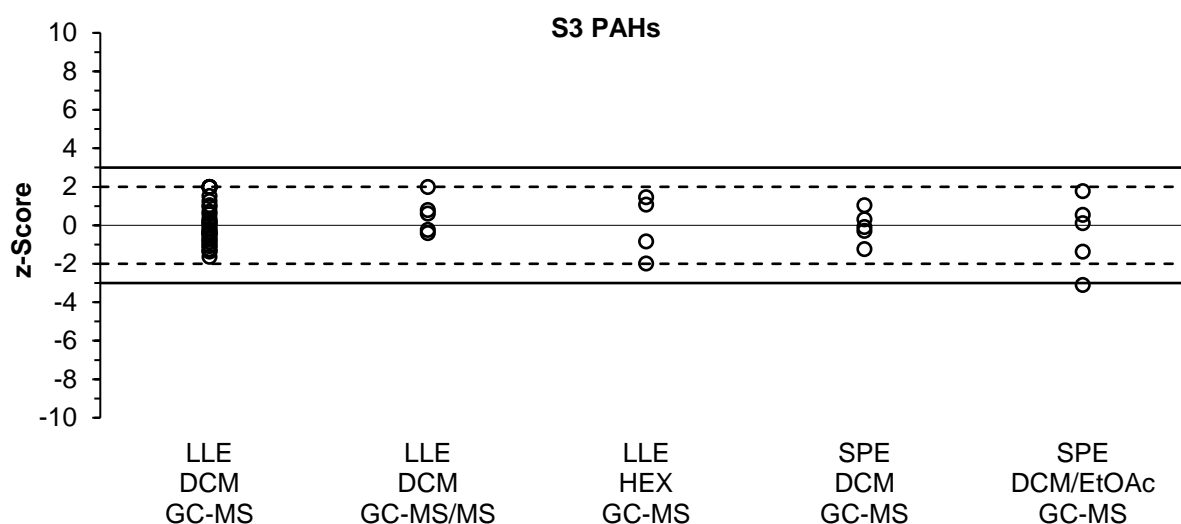 S3 PAHs
10
8
6
4
2
0
-2
-4
-6
-8
-10
z-Score
LLE
DCM
GC-MS
LLE
DCM
GC-MS/MS
LLE
HEX
GC-MS
SPE
DCM
GC-MS
SPE
DCM/EtOAc
GC-MS